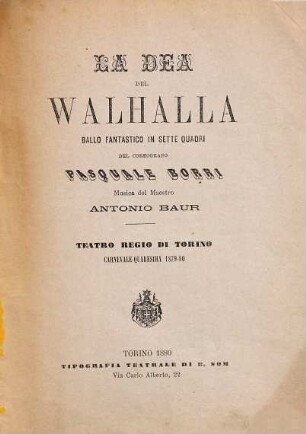 LA DEA
DEL
WALHALLA
BALLO FANTASTICO IN SETTE QUADRI
DEL COREOGRAFO
PASQUALE BORRI
Musica del Maestro
ANTONIO BAUR
TEATRO REGIO DI TORINO
CARNEVALE-QUARESIMA 1879-80
TORINO 1880
TIPOGRAFIA TEATRALE DI B. SOM
Via Carlo Alberto, 22